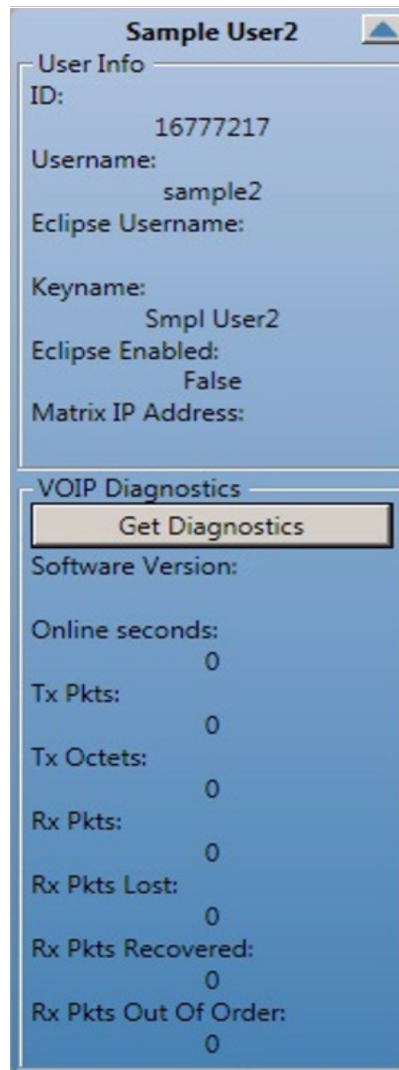 Sample User2
User Info
ID:
16777217
Username:
sample2
Eclipse Username:
Keyname:
Smpl User2
Eclipse Enabled:
False
Matrix IP Address:
VOIP Diagnostics
Get Diagnostics
Software Version:
Online seconds:
0
Tx Pkts:
0
Tx Octets:
0
Rx Pkts:
0
Rx Pkts Lost:
0
Rx Pkts Recovered:
0
Rx Pkts Out Of Order:
0